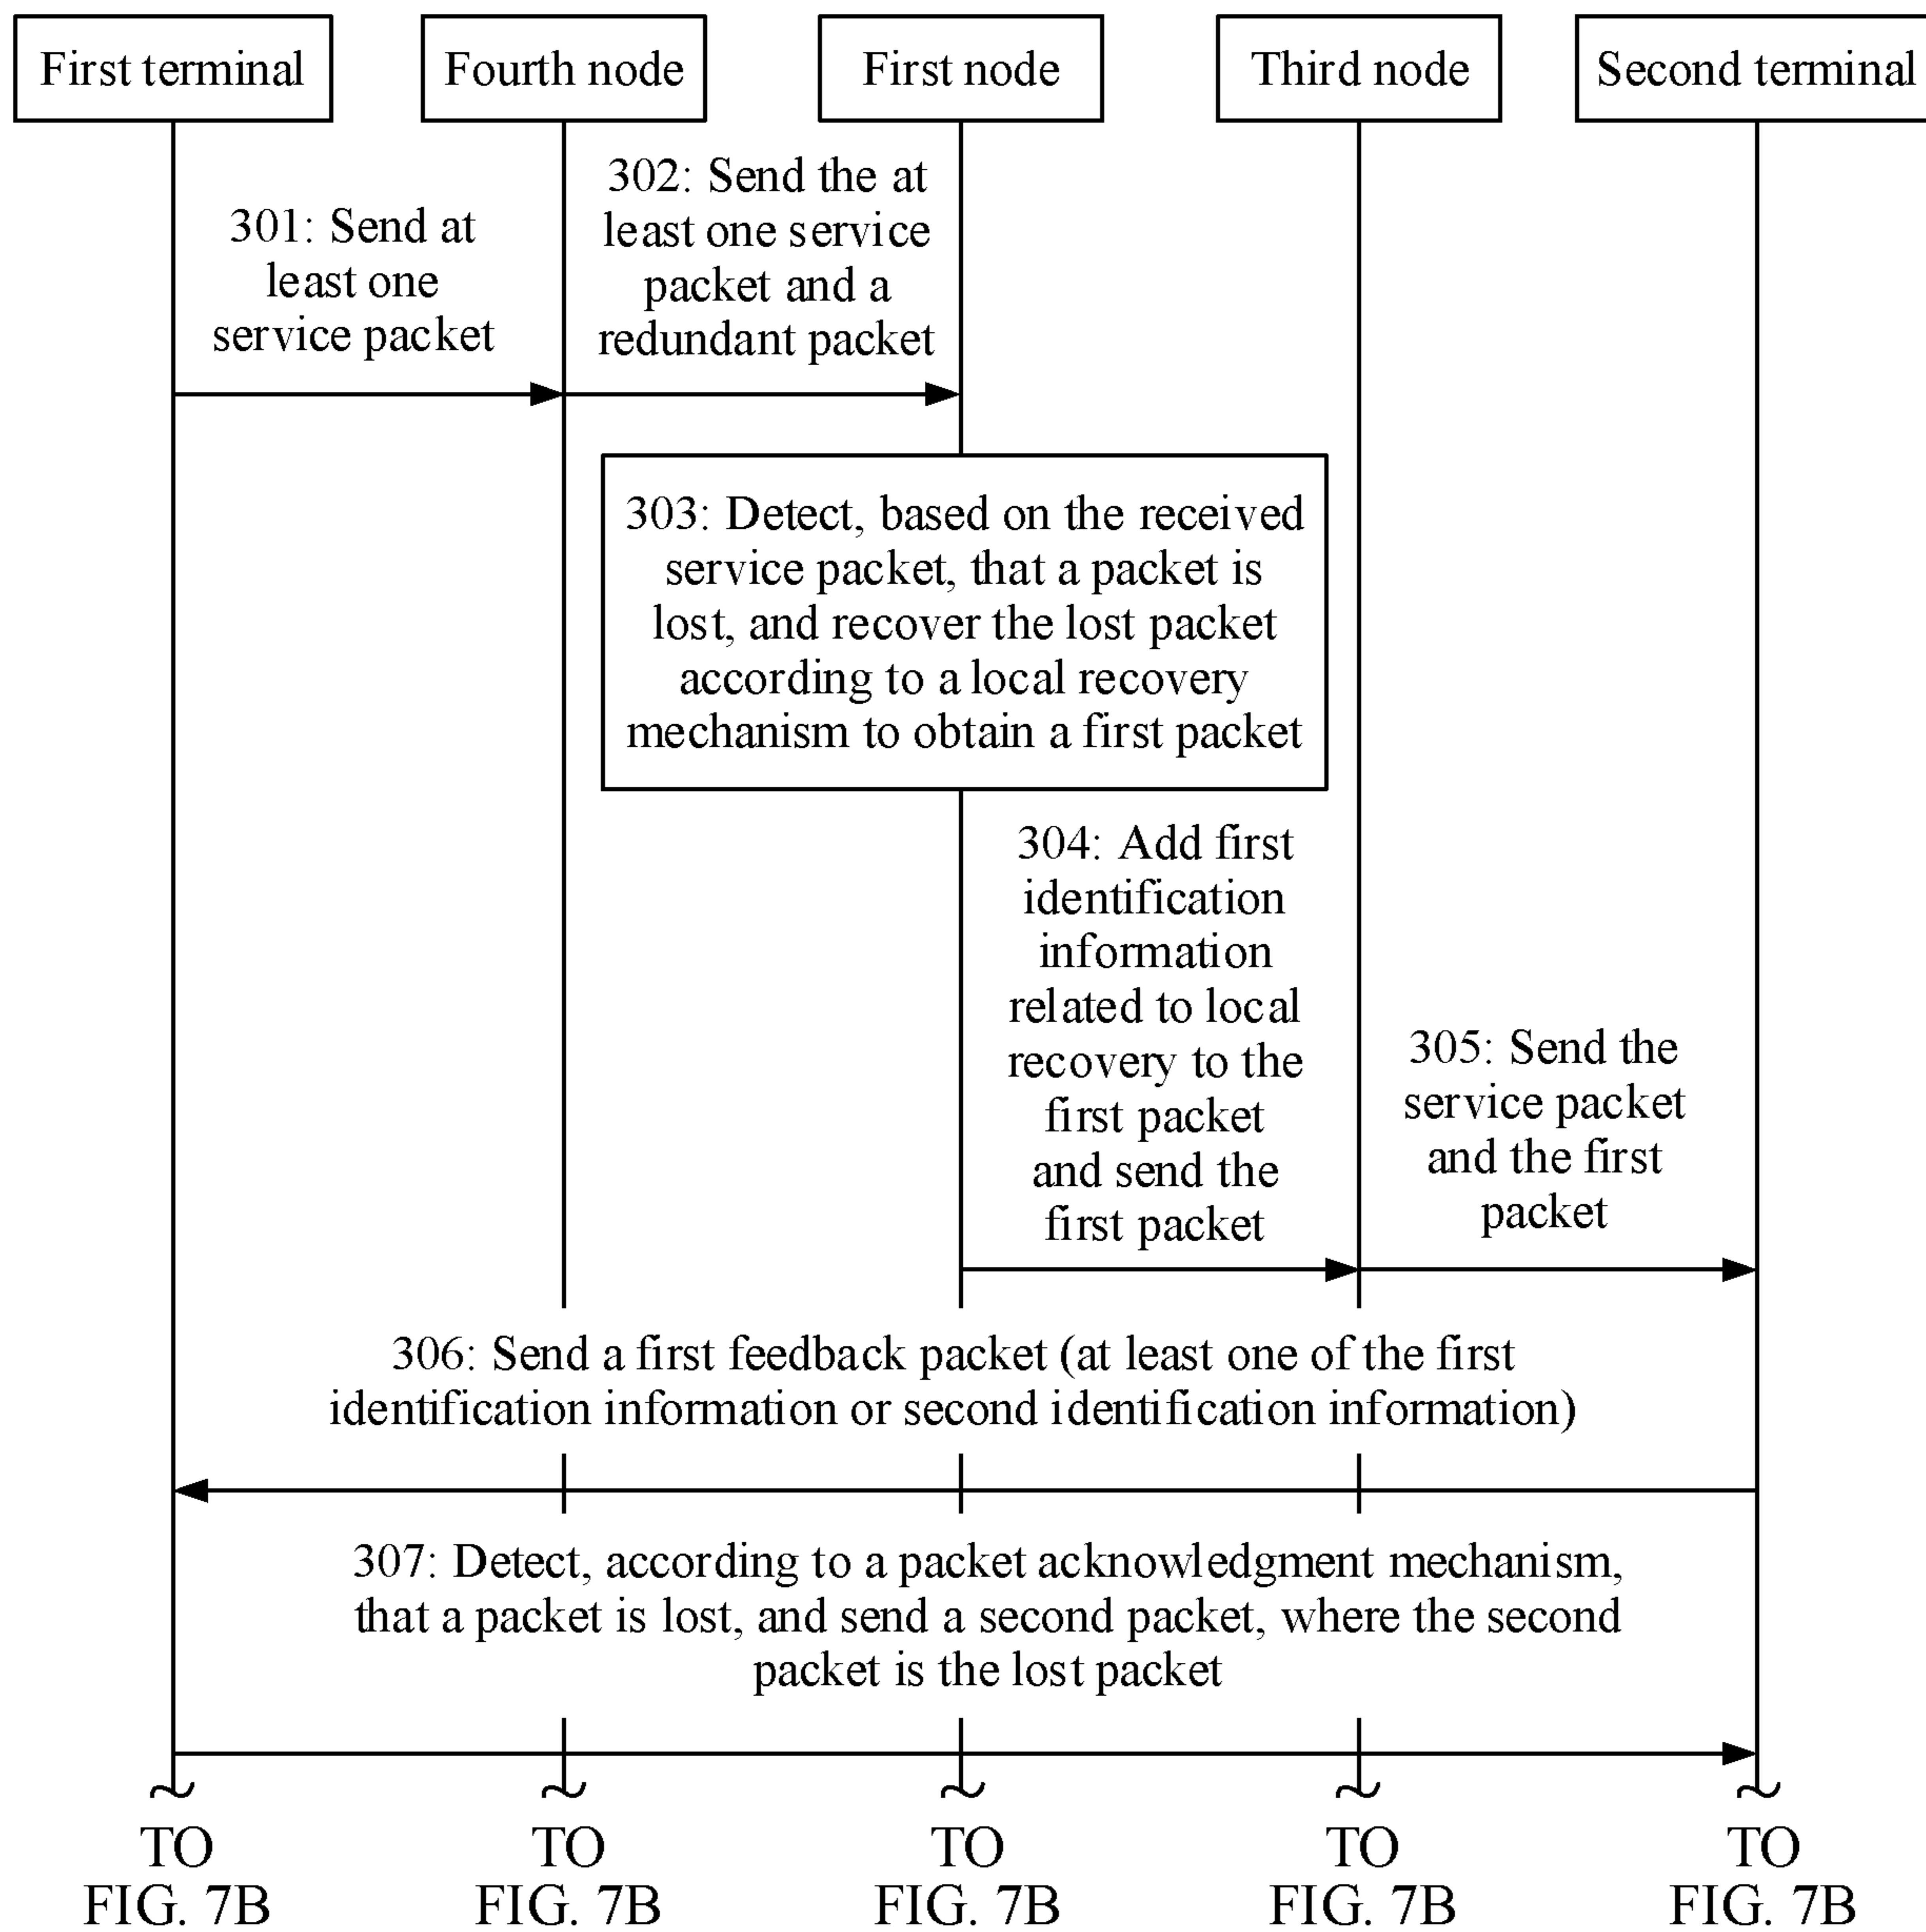 First terminal
Fourth node
First node
Third node
Second terminal
301: Send at
least one
service packet
302: Send the at
least one service
packet and a
redundant packet
303: Detect, based on the received
service packet, that a packet is
lost, and recover the lost packet
according to a local recovery
mechanism to obtain a first packet
304: Add first
identification
information
related to local
recovery to the
first packet
and send the
first packet
305: Send the
service packet
and the first
packet
306: Send a first feedback packet (at least one of the first
identification information or second identification information)
307: Detect, according to a packet acknowledgment mechanism,
that a packet is lost, and send a second packet, where the second
packet is the lost packet
TO
FIG. 7B
TO
FIG. 7B
TO
FIG. 7B
TO
FIG. 7B
TO
FIG. 7B